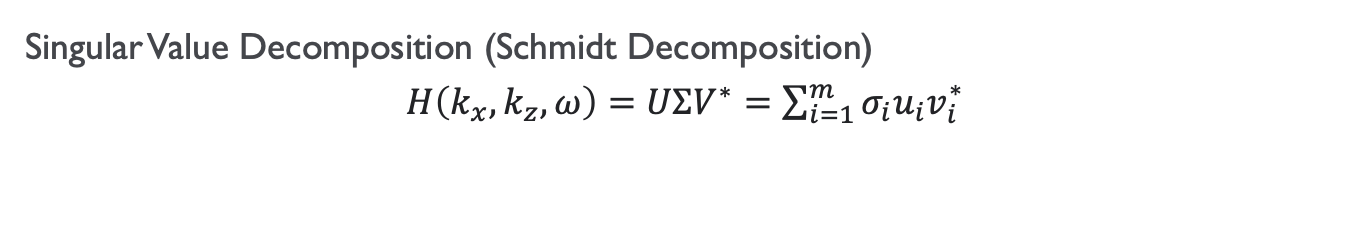 Singular Value Decomposition (Schmidt Decomposition)
𝐻(𝑘ₓ, 𝑘_𝑧, 𝜔) = 𝑈Σ𝑉* = ∑ᵢ₌₁ᵐ 𝜎ᵢ𝑢ᵢ𝑣ᵢ*